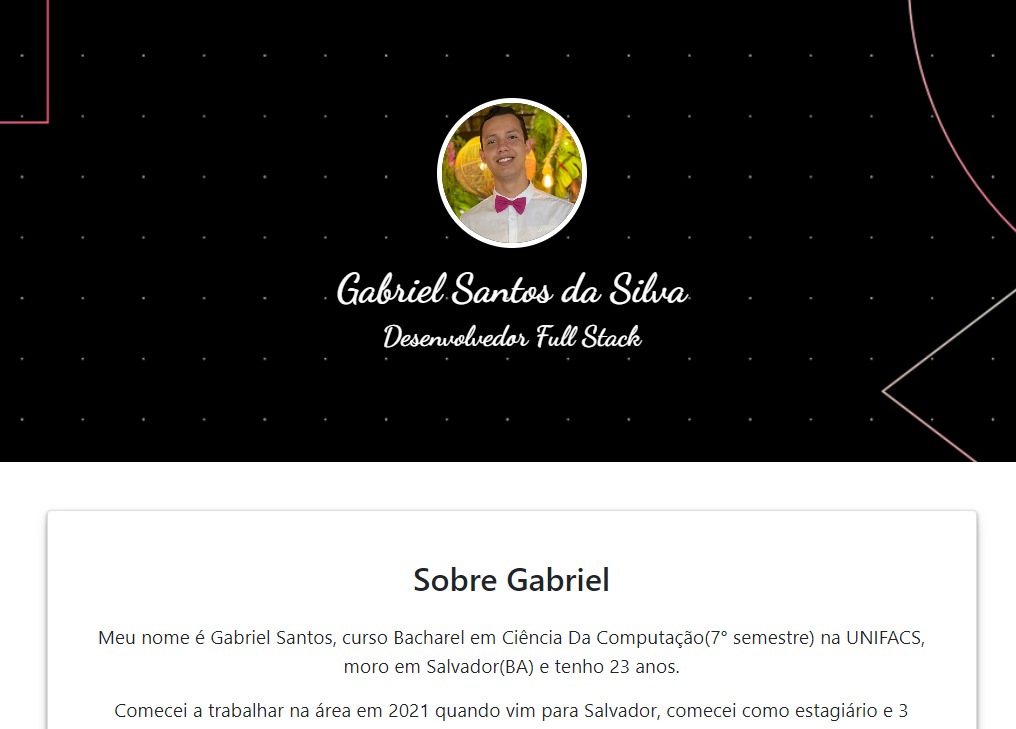 Gabriel Santos da Silva
Desenvolvedor Full Stack
Sobre Gabriel
Meu nome é Gabriel Santos, curso Bacharel em Ciência Da Computação(7° semestre) na UNIFACS,
moro em Salvador(BA) e tenho 23 anos.
Comecei a trabalhar na área em 2021 quando vim para Salvador, comecei como estagiário e 3